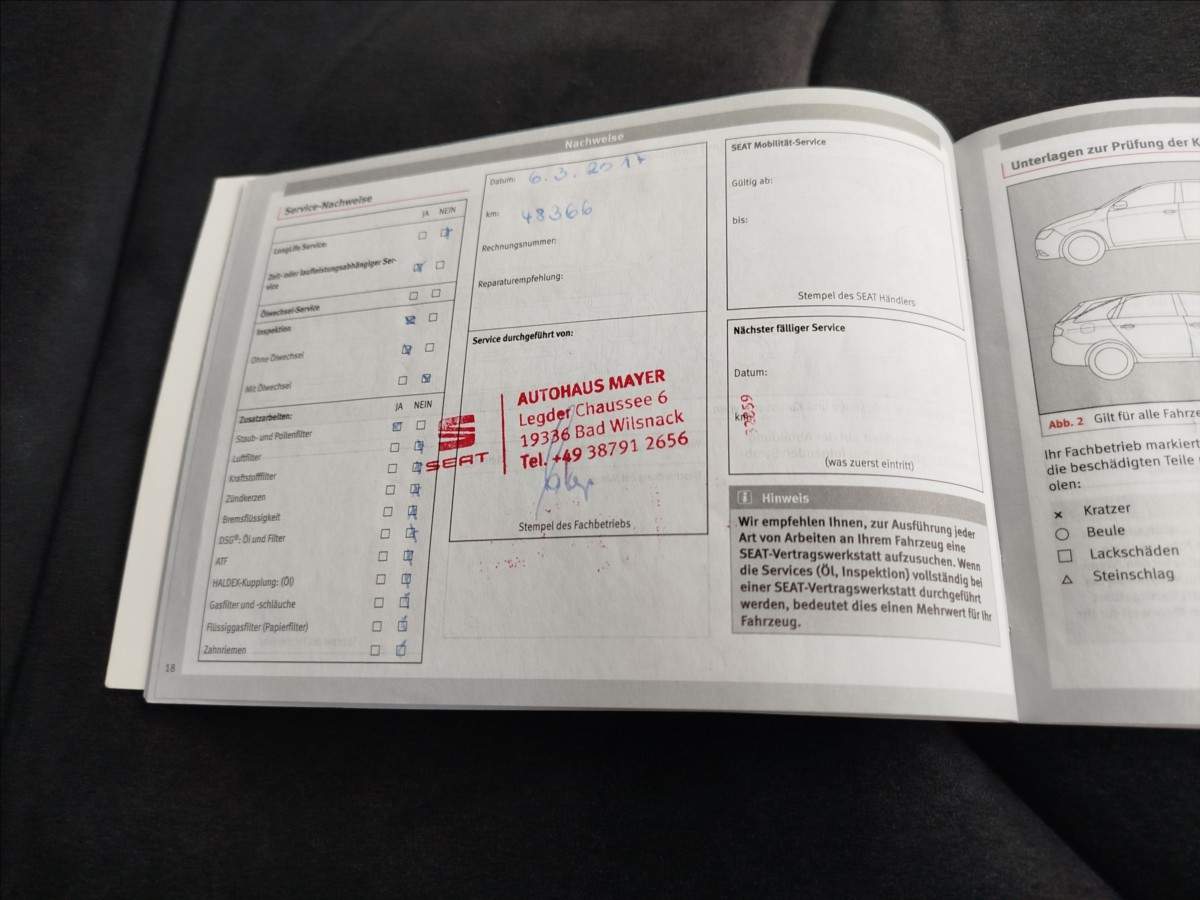 Nachweise
Service-Nachweise
JA NEIN
LongLife Service:
Zeit- oder laufleistungsabhängiger Ser-
vice
Ölwechsel-Service
Inspektion
Ohne Ölwechsel
Mit Ölwechsel
Zusatzarbeiten: JA NEIN
Staub- und Pollenfilter
Luftfilter
Kraftstofffilter
Zündkerzen
Bremsflüssigkeit
DSG®: Öl und Filter
ATF
HALDEX-Kupplung: (Öl)
Gasfilter und -schläuche
Flüssiggasfilter (Papierfilter)
Zahnriemen
18
Datum: 6.3.2017
km: 48366
Rechnungsnummer:
Reparaturempfehlung:
Service durchgeführt von:
SEAT
AUTOHAUS MAYER
Legder Chaussee 6
19336 Bad Wilsnack
Tel. +49 38791 2656
Stempel des Fachbetriebs
SEAT Mobilität-Service
Gültig ab:
bis:
Stempel des SEAT Händlers
Nächster fälliger Service
Datum:
km:
(was zuerst eintritt)
Hinweis
Wir empfehlen Ihnen, zur Ausführung jeder
Art von Arbeiten an Ihrem Fahrzeug eine
SEAT-Vertragswerkstatt aufzusuchen. Wenn
die Services (Öl, Inspektion) vollständig bei
einer SEAT-Vertragswerkstatt durchgeführt
werden, bedeutet dies einen Mehrwert für Ihr
Fahrzeug.
Unterlagen zur Prüfung der K
Abb. 2 Gilt für alle Fahrze
Ihr Fachbetrieb markiert
die beschädigten Teile
olen:
Kratzer
Beule
Lackschäden
Steinschlag